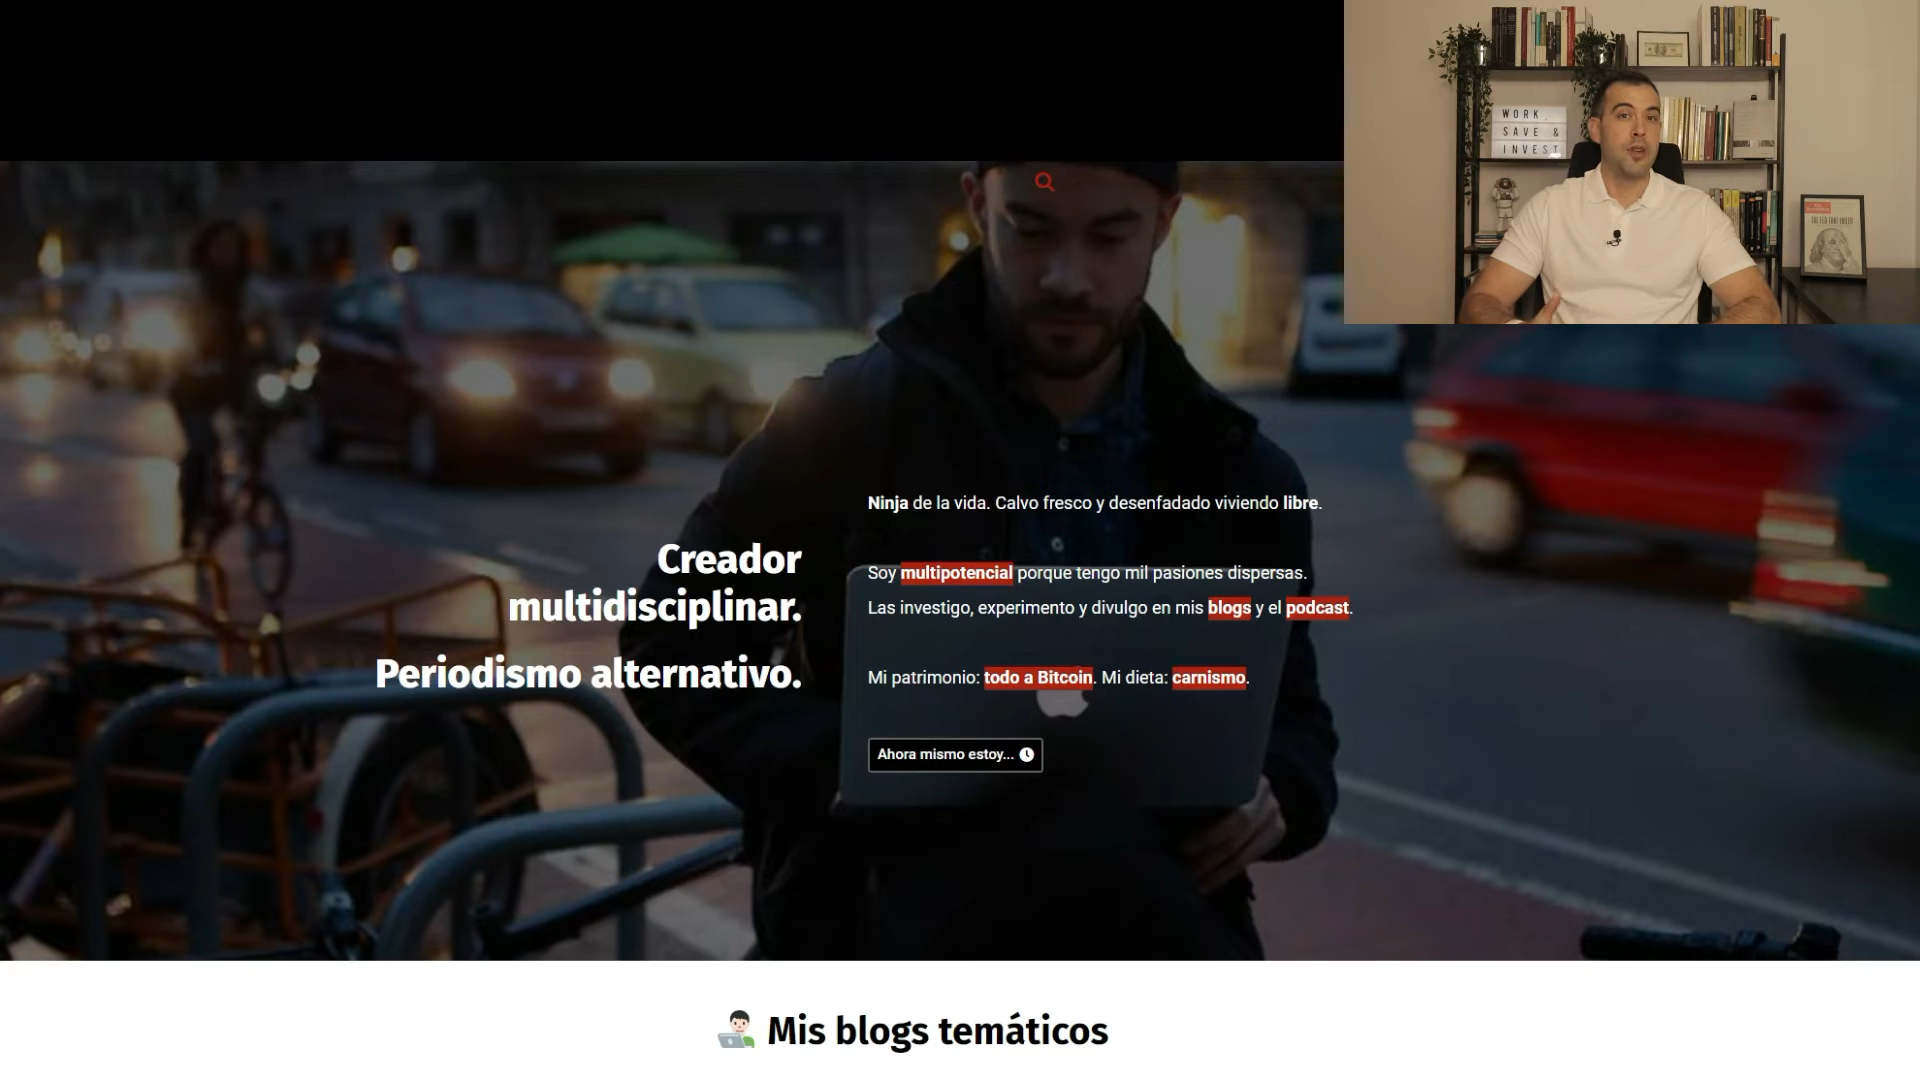 WORK
SAVE &
INVEST
Creador
multidisciplinar.
Periodismo alternativo.
Ninja de la vida. Calvo fresco y desenfadado viviendo libre.
Soy multipotencial porque tengo mil pasiones dispersas.
Las investigo, experimento y divulgo en mis blogs y el podcast.
Mi patrimonio: todo a Bitcoin. Mi dieta: carnismo.
Ahora mismo estoy...
Mis blogs temáticos